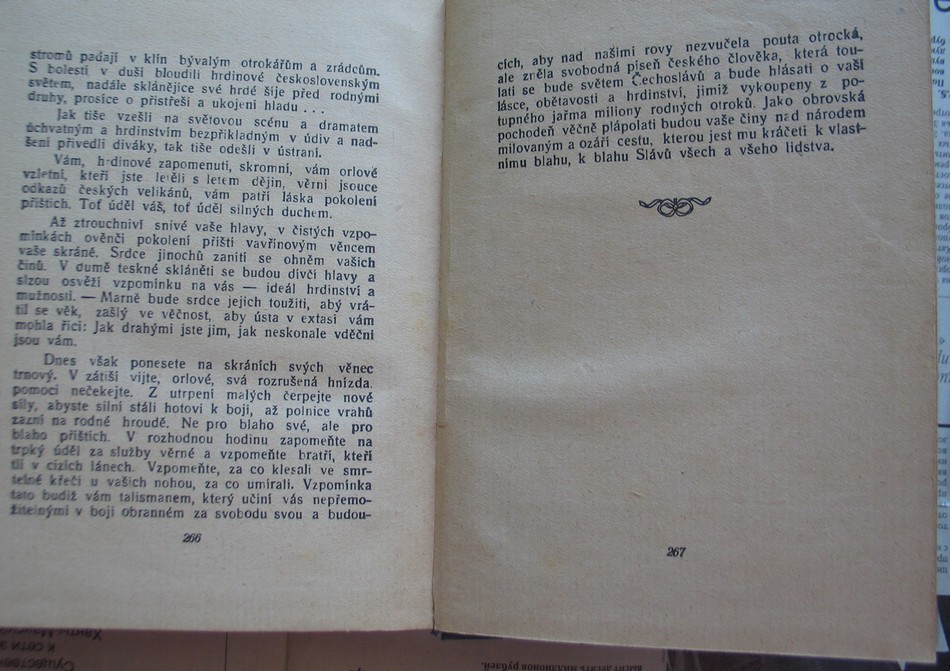 stromů padají v klín bývalým otrokářům a zrádcům.
S bolestí v duši bloudili hrdinové československým
světem, nadále sklánějíce své hrdé šije před rodnými
druhy, prosíce o přístřeší a ukojení hladu . . .
Jak tiše vzešli na světovou scénu a dramatem
úchvatným a hrdinstvím bezpříkladným v údiv a nad-
šení přivedli diváky, tak tiše odešli v ústraní.
Vám, hrdinové zapomenutí, skromní, vám orlové
vzletní, kteří jste letěli s letem dějin, věrni jsouce
odkazů českých velikánů, vám patří láska pokolení
příštích. Toť úděl váš, toť úděl silných duchem.
Až ztrouchniví snivé vaše hlavy, v čistých vzpo-
mínkách ověnčí pokolení příští vavřínovým věncem
vaše skráně. Srdce jinochů zanítí se ohněm vašich
činů. V dumě teskné skláněti se budou dívčí hlavy a
slzou osvěží vzpomínku na vás — ideál hrdinství a
mužnosti. — Marně bude srdce jejich toužiti, aby vrá-
til se věk, zašlý ve věčnost, aby ústa v extasi vám
mohla říci: Jak drahými jste jim, jak neskonale vděčni
jsou vám.
Dnes však ponesete na skráních svých věnec
trnový. V zátiší vijte, orlové, svá rozrušená hnízda.
pomoci nečekejte. Z utrpení malých čerpejte nové
síly, abyste silní stáli hotovi k boji, až polnice vrahů
zazní na rodné hroudě. Ne pro blaho své, ale pro
blaho příštích. V rozhodnou hodinu zapomeňte na
trpký úděl za služby věrné a vzpomeňte bratří, kteří
tlí v cizích lánech. Vzpomeňte, za co klesali ve smr-
telné křeči u vašich nohou, za co umírali. Vzpomínka
tato budiž vám talismanem, který učiní vás nepřemo-
žitelnými v boji obranném za svobodu svou a budou-
266
cích, aby nad našimi rovy nezvučela pouta otrocká,
ale zněla svobodná píseň českého člověka, která tou-
lati se bude světem Čechoslávů a bude hlásati o vaší
lásce, obětavosti a hrdinství, jimiž vykoupeny z po-
tupného jařma miliony rodných otroků. Jako obrovská
pochodeň věčně plápolati budou vaše činy nad národem
milovaným a ozáří cestu, kterou jest mu kráčeti k vlast-
nímu blahu, k blahu Slávů všech a všeho lidstva.
267